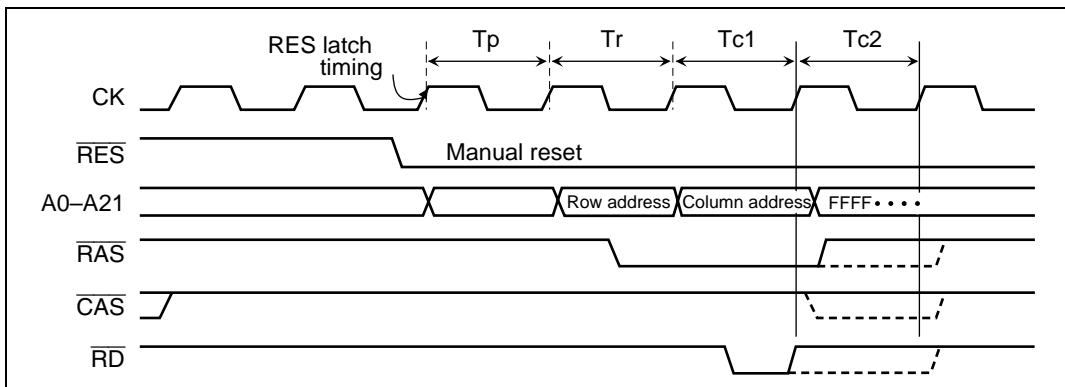 Tp Tr Tc1 Tc2
RES latch
timing
CK
RES Manual reset
A0–A21 Row address Column address FFFF • • • •
RAS
CAS
RD